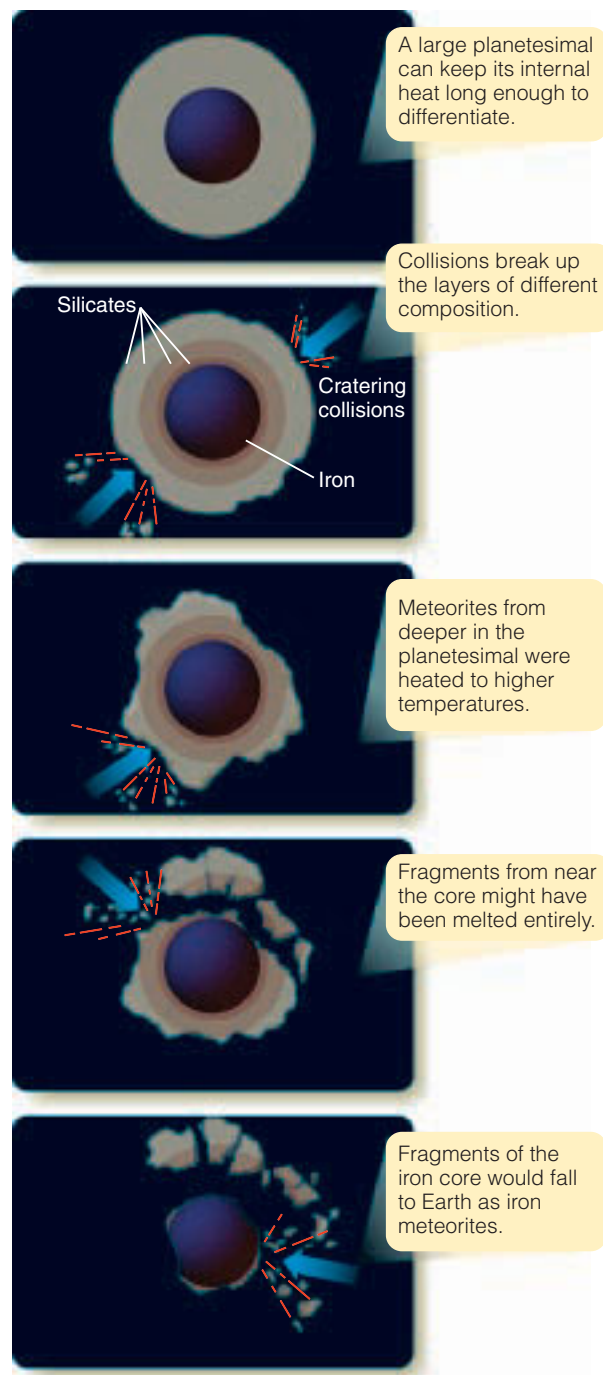 A large planetesimal
can keep its internal
heat long enough to
differentiate.
Collisions break up
the layers of different
composition.
Silicates
Cratering
collisions
Iron
Meteorites from
deeper in the
planetesimal were
heated to higher
temperatures.
Fragments from near
the core might have
been melted entirely.
Fragments of the
iron core would fall
to Earth as iron
meteorites.